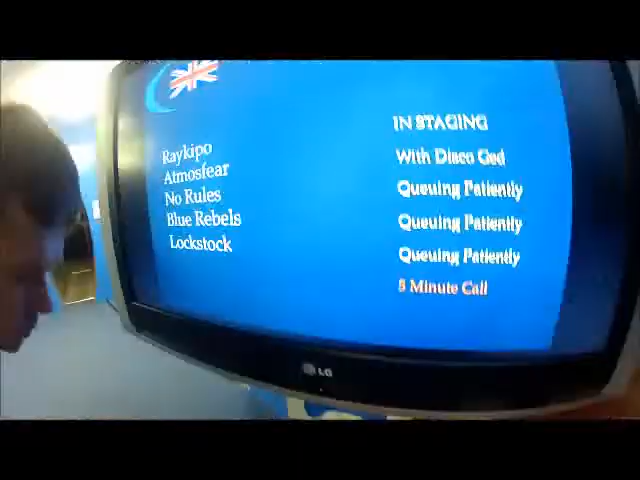 IN STAGING
Raykipo
With Disco Ged
Atmosfear
Queuing Patiently
No Rules
Queuing Patiently
Blue Rebels
Queuing Patiently
Lockstock
5 Minute Call
LG